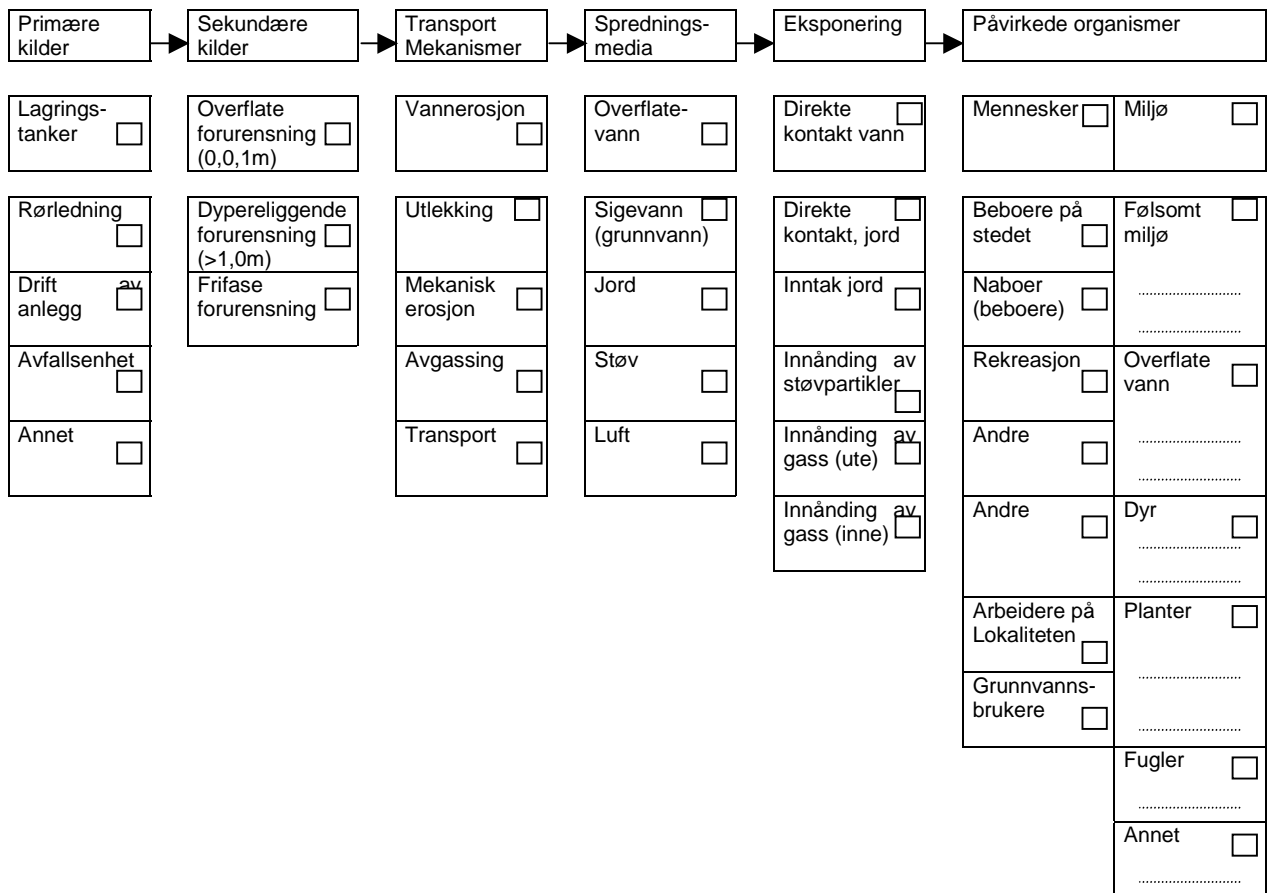 Primære
kilder
Sekundære
kilder
Transport
Mekanismer
Sprednings-
media
Eksponering
Påvirkede organismer
Lagrings-
tanker
Overflate
forurensning
(0,0,1m)
Vannerosjon
Overflate-
vann
Direkte
kontakt vann
Mennesker
Miljø
Rørledning
Dypereliggende
forurensning
(>1,0m)
Utlekking
Sigevann
(grunnvann)
Direkte
kontakt, jord
Beboere på
stedet
Følsomt
miljø
Drift av
anlegg
Frifase
forurensning
Mekanisk
erosjon
Jord
Inntak jord
Naboer
(beboere)
Avfallsenhet
Avgassing
Støv
Innånding av
støvpartikler
Rekreasjon
Overflate
vann
Annet
Transport
Luft
Innånding av
gass (ute)
Andre
Innånding av
gass (inne)
Andre
Dyr
Arbeidere på
Lokaliteten
Planter
Grunnvanns-
brukere
Fugler
Annet